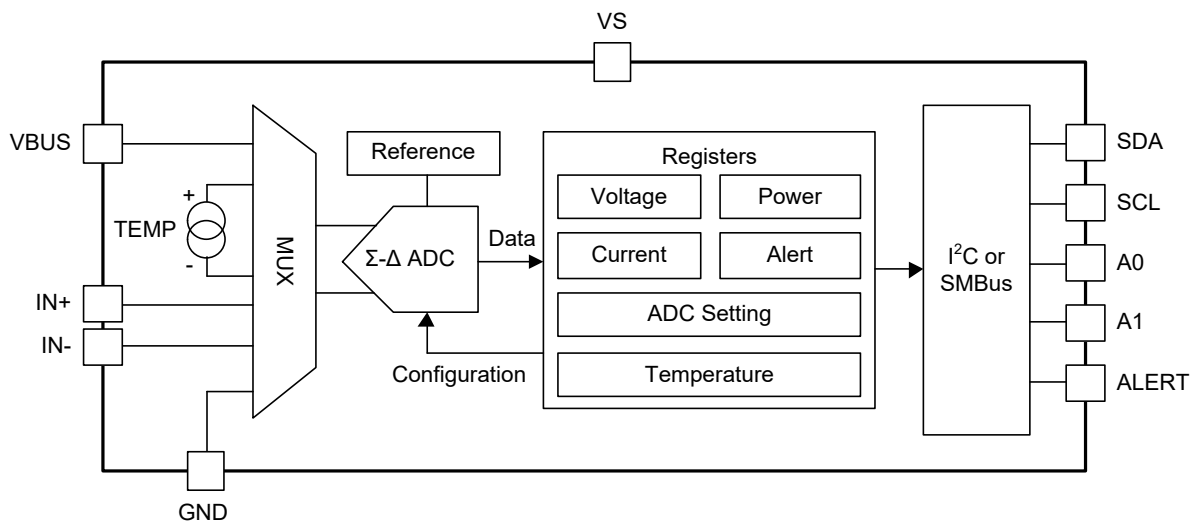 VS
VBUS
+
TEMP
-
IN+
IN-
GND
MUX
Reference
Σ-Δ ADC
Data
Configuration
Registers
Voltage
Power
Current
Alert
ADC Setting
Temperature
I²C or
SMBus
SDA
SCL
A0
A1
ALERT